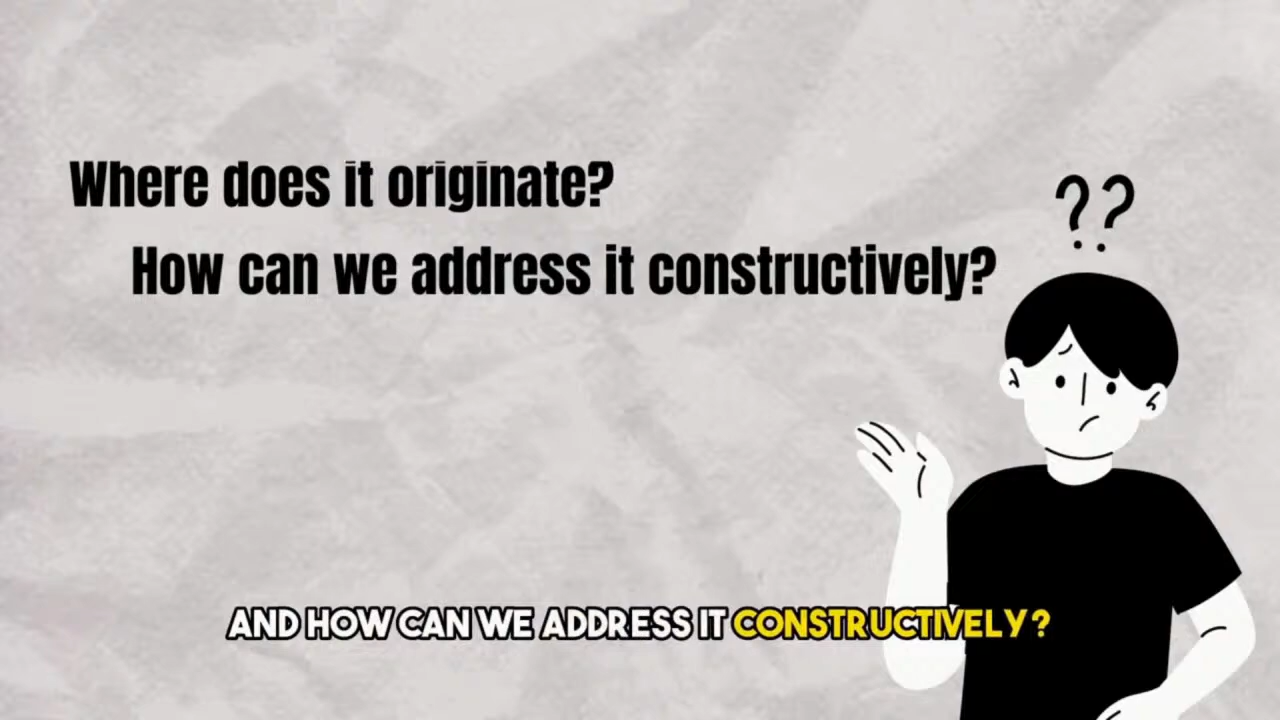 Where does it originate?
How can we address it constructively?
??
AND HOW CAN WE ADDRESS IT CONSTRUCTIVELY?